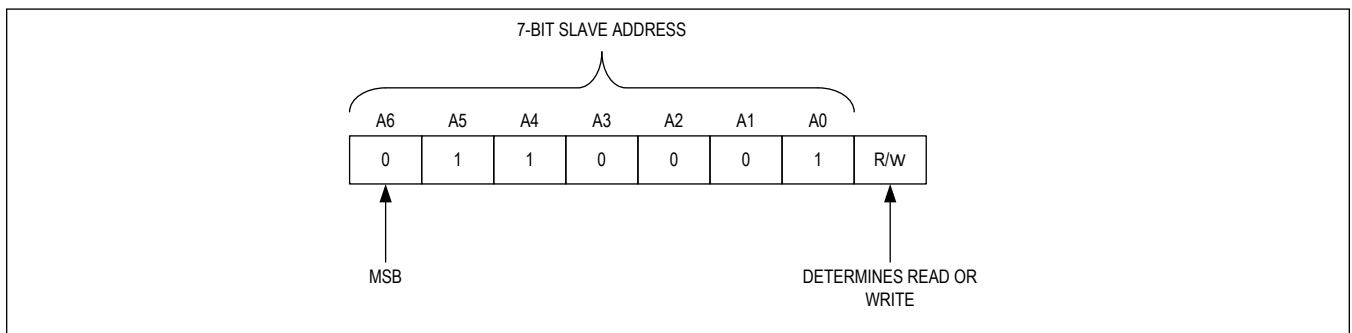 7-BIT SLAVE ADDRESS
A6 A5 A4 A3 A2 A1 A0
0 1 1 0 0 0 1 R/W
MSB
DETERMINES READ OR
WRITE